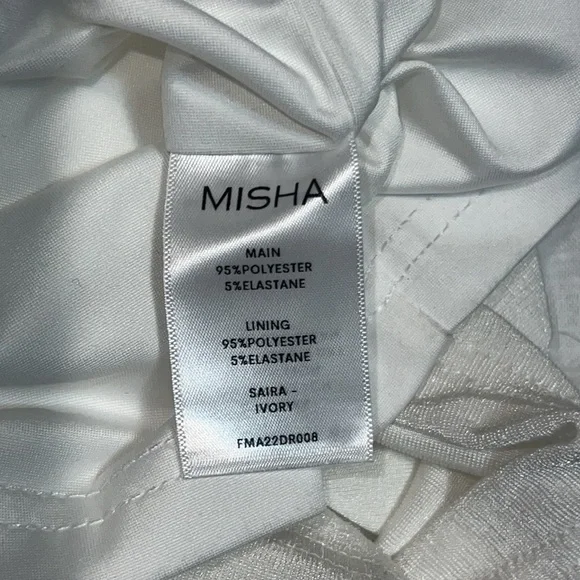 MISHA
MAIN
95%POLYESTER
5%ELASTANE
LINING
95%POLYESTER
5%ELASTANE
SAIRA -
IVORY
FMA22DR008